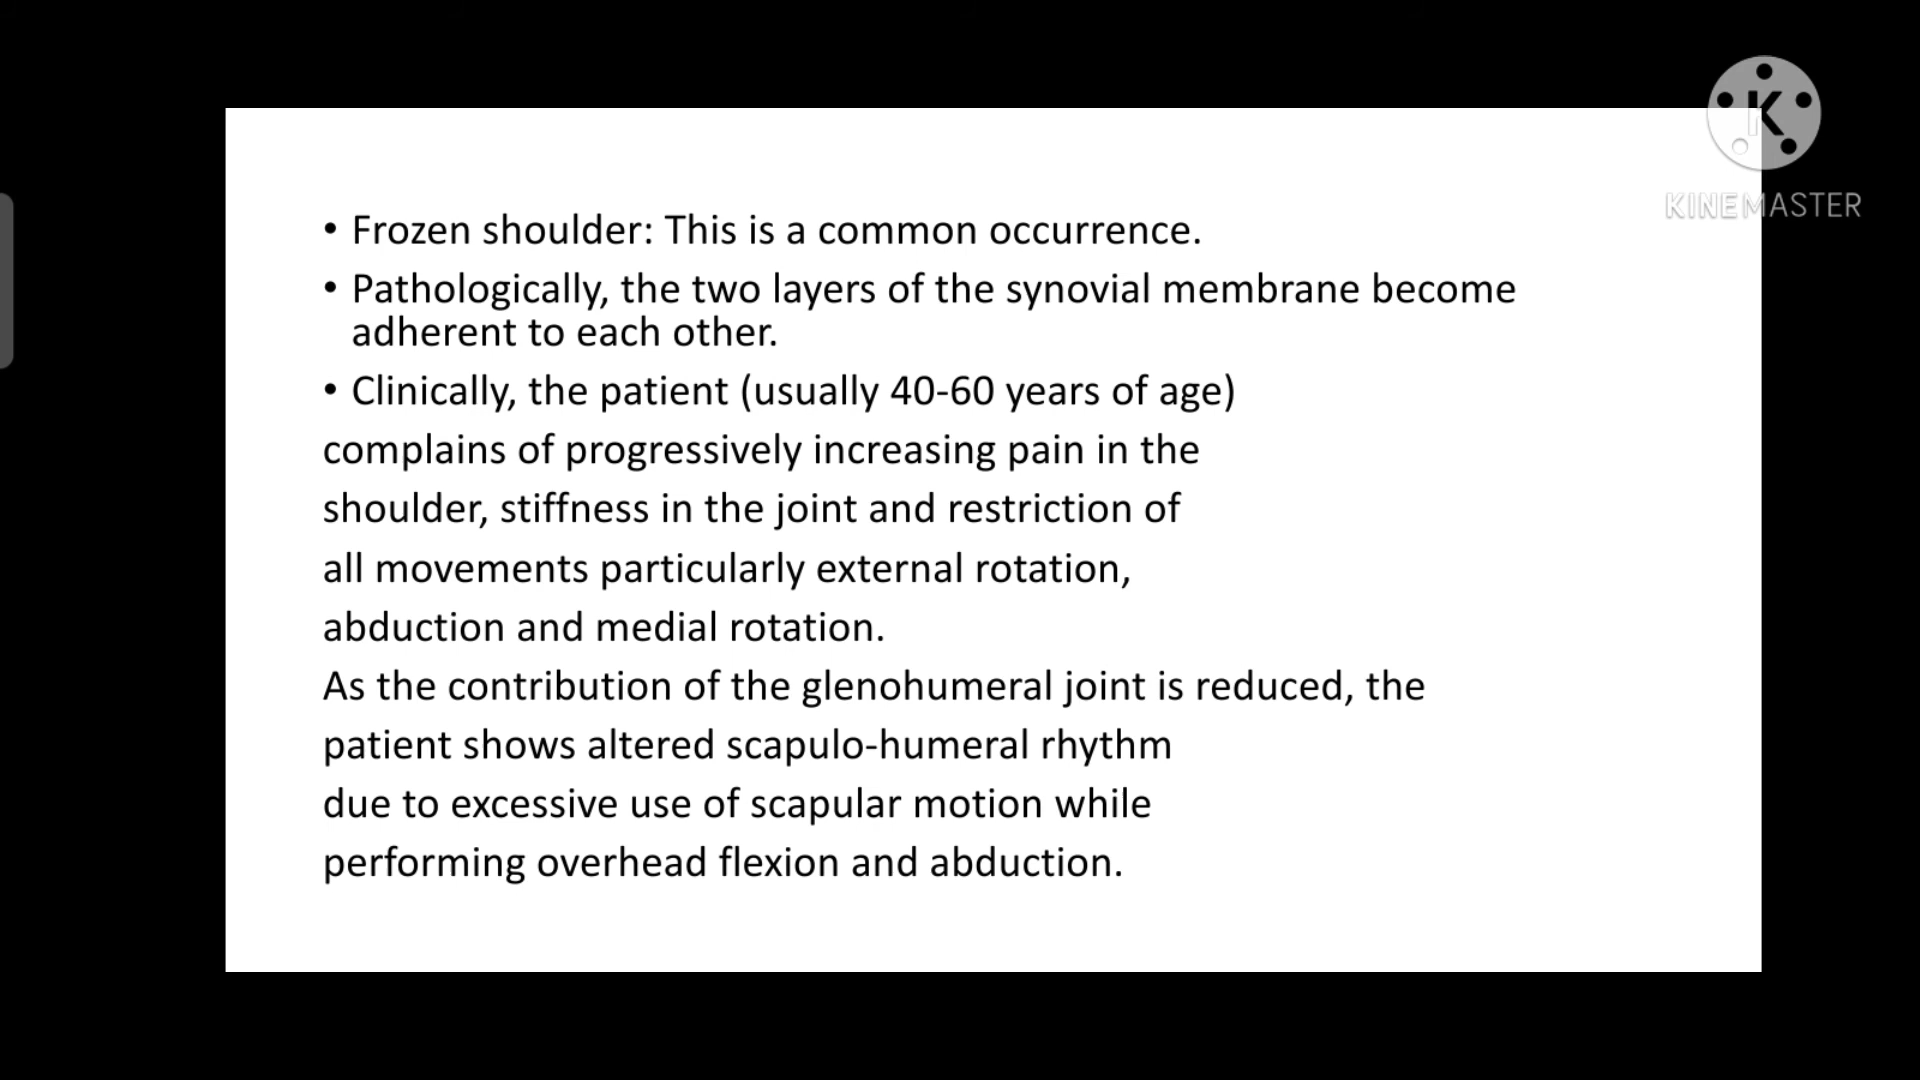 K
KINEMASTER
• Frozen shoulder: This is a common occurrence.
• Pathologically, the two layers of the synovial membrane become
adherent to each other.
• Clinically, the patient (usually 40-60 years of age)
complains of progressively increasing pain in the
shoulder, stiffness in the joint and restriction of
all movements particularly external rotation,
abduction and medial rotation.
As the contribution of the glenohumeral joint is reduced, the
patient shows altered scapulo-humeral rhythm
due to excessive use of scapular motion while
performing overhead flexion and abduction.